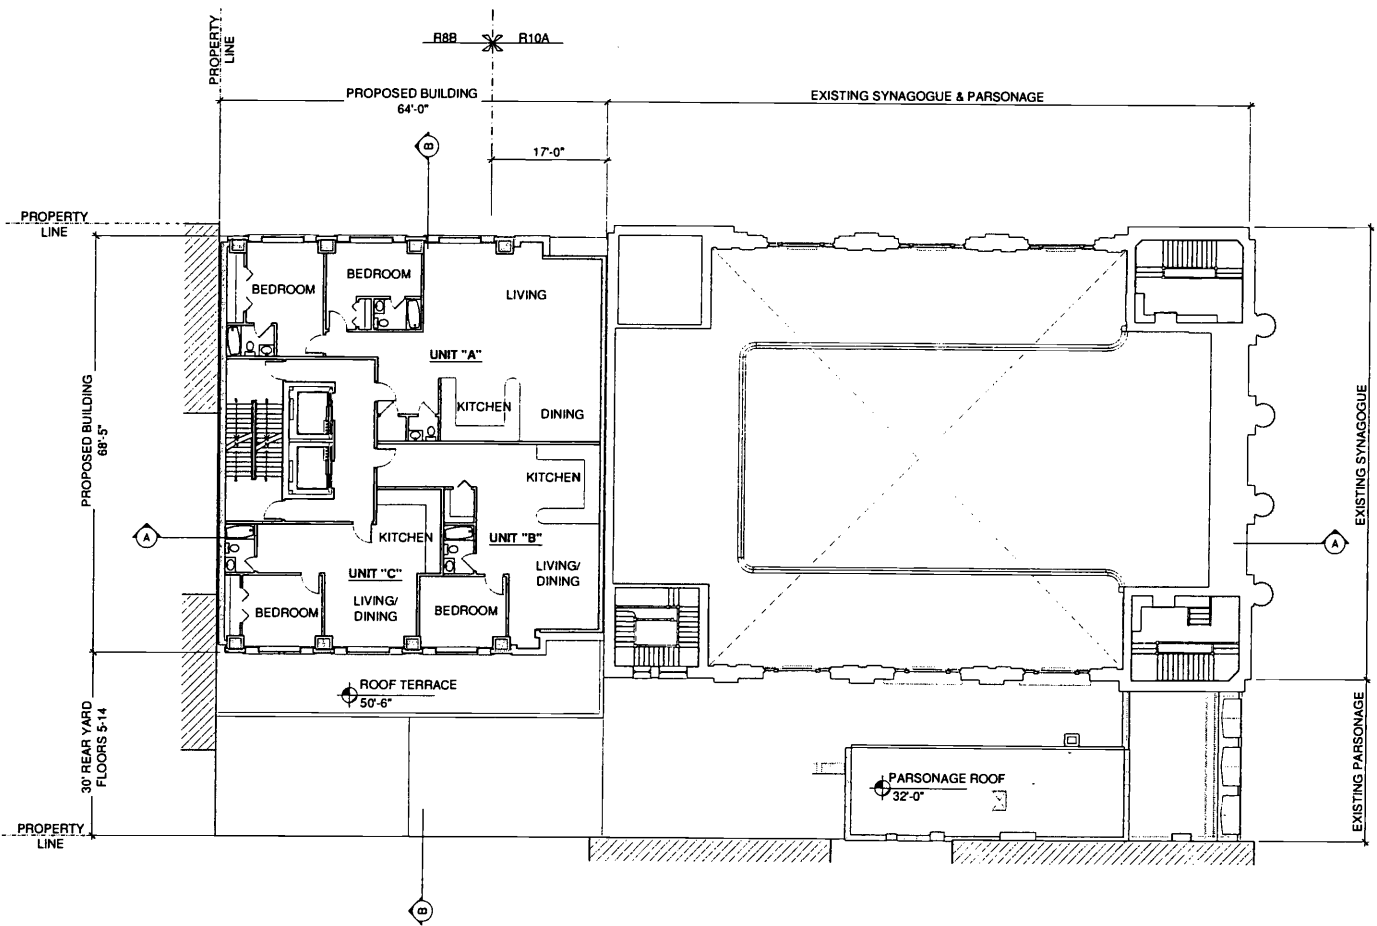 PROPERTY
LINE
R8B
R10A
PROPOSED BUILDING
64'-0"
EXISTING SYNAGOGUE & PARSONAGE
B
17'-0"
PROPERTY
LINE
BEDROOM
BEDROOM
LIVING
UNIT "A"
KITCHEN
DINING
PROPOSED BUILDING
68'-5"
KITCHEN
A
KITCHEN
UNIT "B"
LIVING/
DINING
UNIT "C"
LIVING/
DINING
BEDROOM
BEDROOM
EXISTING SYNAGOGUE
A
ROOF TERRACE
50'-6"
30' REAR YARD
FLOORS 5-14
PARSONAGE ROOF
32'-0"
EXISTING PARSONAGE
PROPERTY
LINE
B